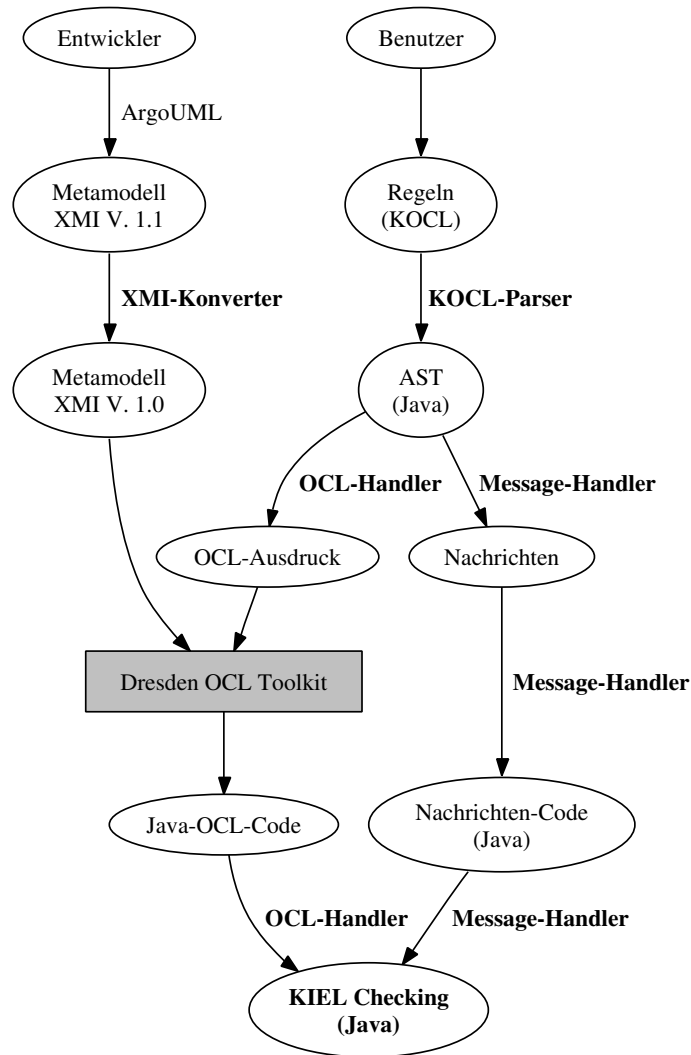 Entwickler
Benutzer
ArgoUML
Metamodell
XMI V. 1.1
Regeln
(KOCL)
XMI-Konverter
KOCL-Parser
Metamodell
XMI V. 1.0
AST
(Java)
OCL-Handler
Message-Handler
OCL-Ausdruck
Nachrichten
Dresden OCL Toolkit
Message-Handler
Java-OCL-Code
Nachrichten-Code
(Java)
OCL-Handler
Message-Handler
KIEL Checking
(Java)